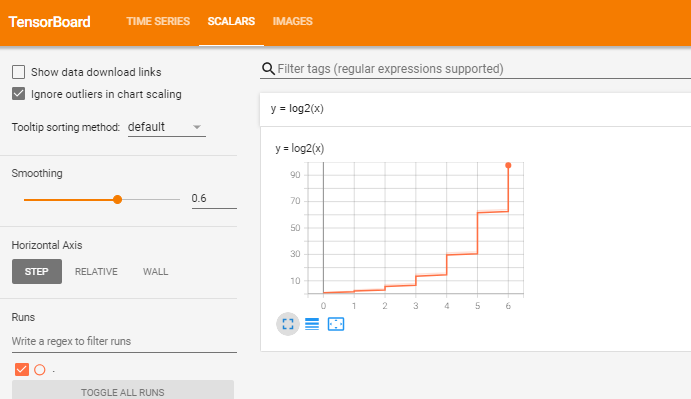 TensorBoard TIME SERIES SCALARS IMAGES
Show data download links
Ignore outliers in chart scaling
Tooltip sorting method: default
Smoothing
0.6
Horizontal Axis
STEP RELATIVE WALL
Runs
Write a regex to filter runs
.
TOGGLE ALL RUNS
Filter tags (regular expressions supported)
y = log2(x)
y = log2(x)
90
70
50
30
10
0 1 2 3 4 5 6